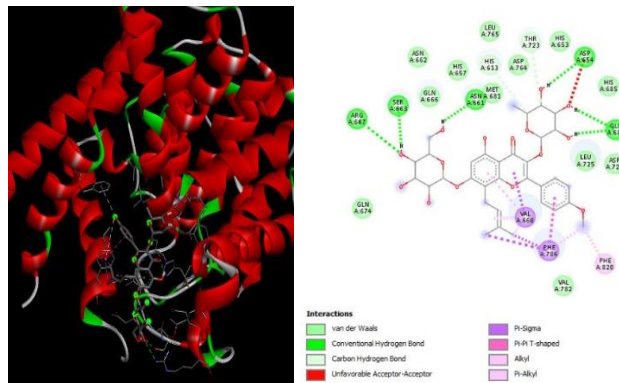 LEU
A:765
THR
A:723
HIS
A:653
ASP
A:654
ASN
A:662
HIS
A:657
HIS
A:613
ASP
A:764
HIS
A:685
GLN
A:666
MET
A:681
ASN
A:661
SER
A:663
ARG
A:667
LEU
A:725
GLN
A:674
VAL
PHE
A:786
PHE
A:820
VAL
A:782
Interactions
van der Waals
Conventional Hydrogen Bond
Carbon Hydrogen Bond
Unfavorable Acceptor-Acceptor
Pi-Sigma
Pi-Pi T-shaped
Alkyl
Pi-Alkyl